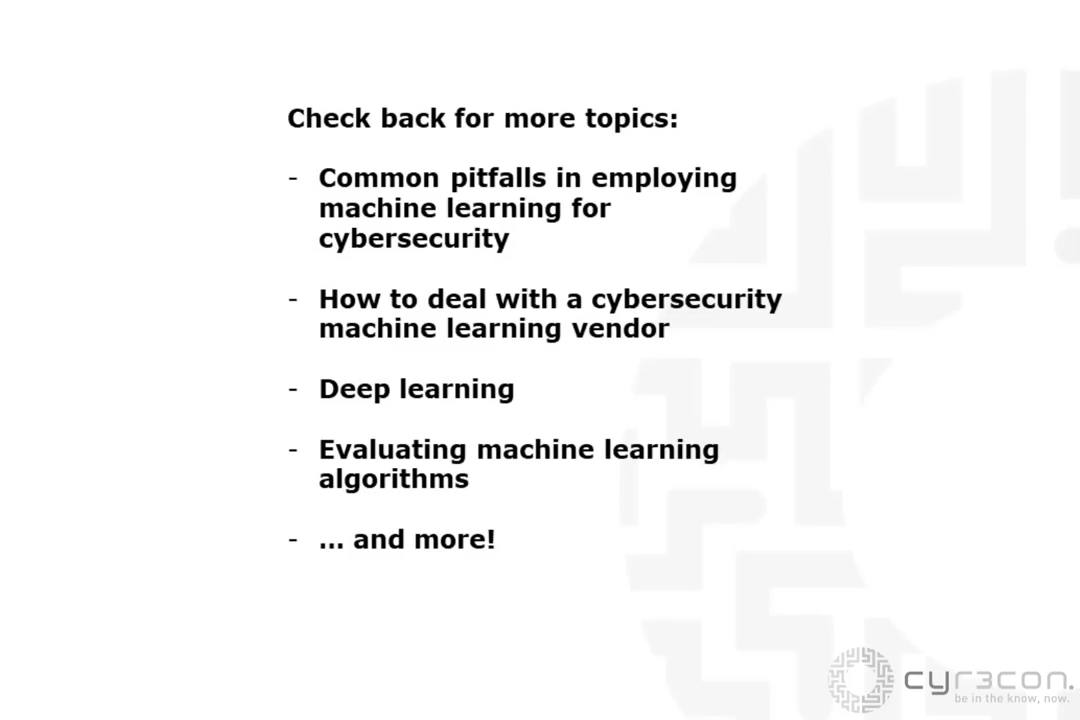 Check back for more topics:
- Common pitfalls in employing
machine learning for
cybersecurity
- How to deal with a cybersecurity
machine learning vendor
- Deep learning
- Evaluating machine learning
algorithms
- ... and more!
cyr3con.
be in the know, now.